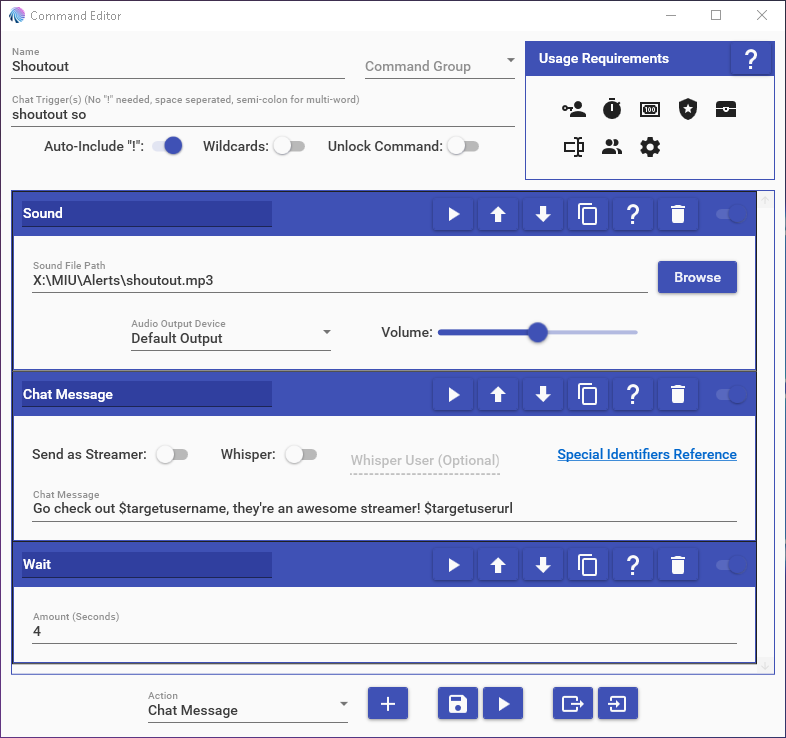 Command Editor
Name
Shoutout
Command Group
Usage Requirements
?
Chat Trigger(s) (No "!" needed, space seperated, semi-colon for multi-word)
shoutout so
100
Auto-Include "!":
Wildcards:
Unlock Command:
Sound
?
Sound File Path
X:\MIU\Alerts\shoutout.mp3
Browse
Audio Output Device
Default Output
Volume:
Chat Message
?
Send as Streamer:
Whisper:
Whisper User (Optional)
Special Identifiers Reference
Chat Message
Go check out $targetusername, they're an awesome streamer! $targetuserurl
Wait
?
Amount (Seconds)
4
Action
Chat Message